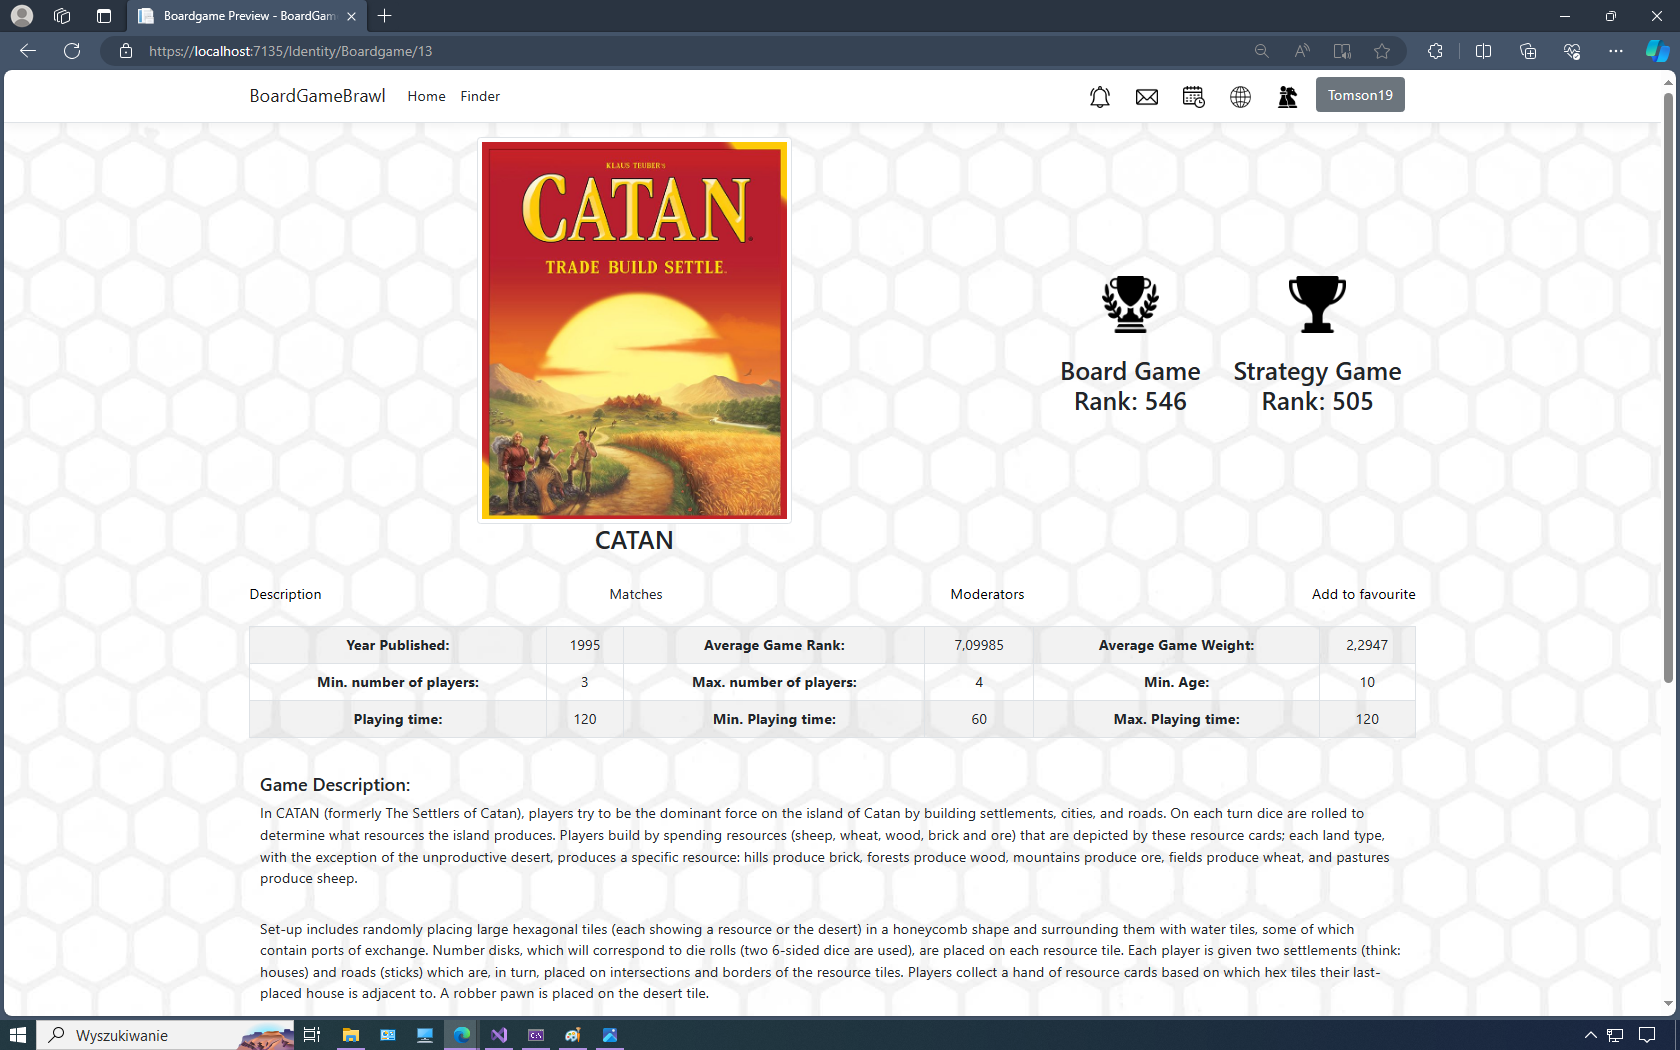 Boardgame Preview - BoardGam
https://localhost:7135/Identity/Boardgame/13
BoardGameBrawl Home Finder Tomson19
KLAUS TEUBER'S
CATAN
TRADE BUILD SETTLE
Board Game
Rank: 546
Strategy Game
Rank: 505
CATAN
Description Matches Moderators Add to favourite
Year Published: 1995 Average Game Rank: 7,09985 Average Game Weight: 2,2947
Min. number of players: 3 Max. number of players: 4 Min. Age: 10
Playing time: 120 Min. Playing time: 60 Max. Playing time: 120
Game Description:
In CATAN (formerly The Settlers of Catan), players try to be the dominant force on the island of Catan by building settlements, cities, and roads. On each turn dice are rolled to
determine what resources the island produces. Players build by spending resources (sheep, wheat, wood, brick and ore) that are depicted by these resource cards; each land type,
with the exception of the unproductive desert, produces a specific resource: hills produce brick, forests produce wood, mountains produce ore, fields produce wheat, and pastures
produce sheep.
Set-up includes randomly placing large hexagonal tiles (each showing a resource or the desert) in a honeycomb shape and surrounding them with water tiles, some of which
contain ports of exchange. Number disks, which will correspond to die rolls (two 6-sided dice are used), are placed on each resource tile. Each player is given two settlements (think:
houses) and roads (sticks) which are, in turn, placed on intersections and borders of the resource tiles. Players collect a hand of resource cards based on which hex tiles their last-
placed house is adjacent to. A robber pawn is placed on the desert tile.
Wyszukiwanie